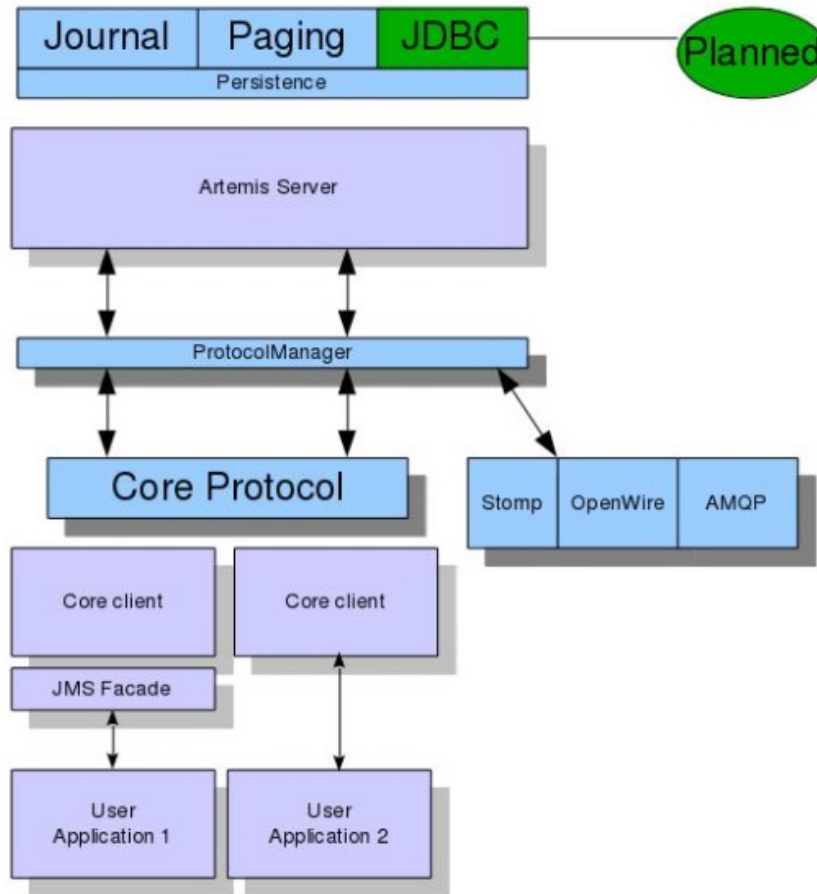 Journal
Paging
JDBC
Planned
Persistence
Artemis Server
ProtocolManager
Core Protocol
Stomp
OpenWire
AMQP
Core client
Core client
JMS Facade
User
Application 1
User
Application 2